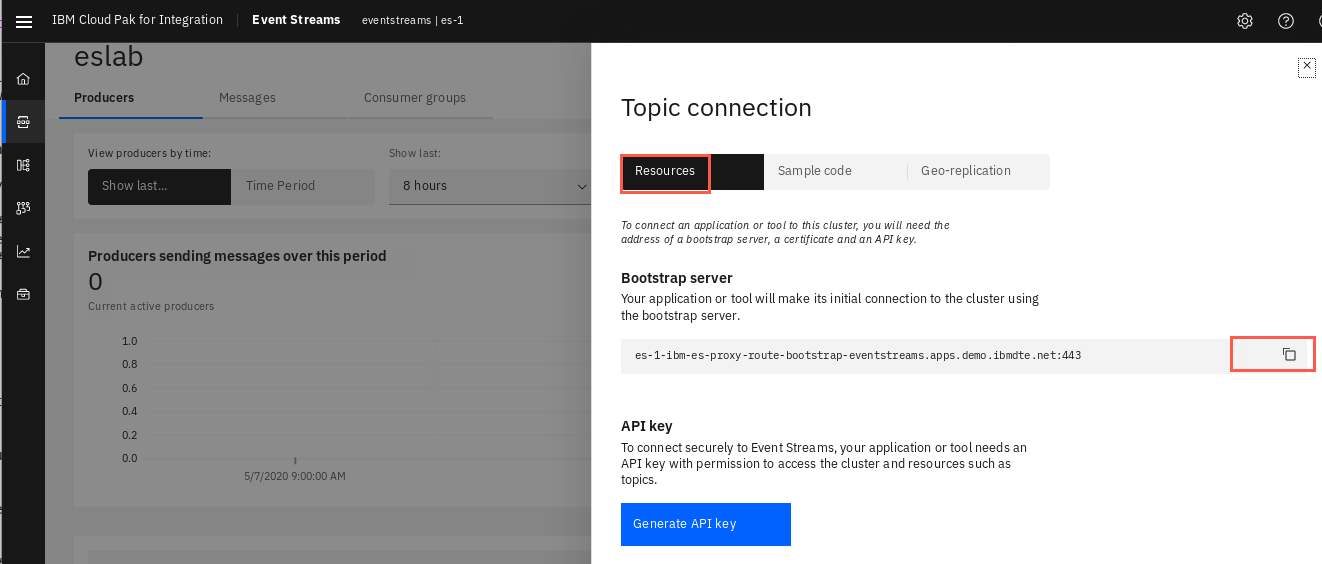 IBM Cloud Pak for Integration | Event Streams eventstreams | es-1
eslab
Producers Messages Consumer groups
View producers by time: Show last:
Show last... Time Period 8 hours
Producers sending messages over this period
0
Current active producers
1.0
0.8
0.6
0.4
0.2
0.0
5/7/2020 9:00:00 AM
Topic connection
Resources Sample code Geo-replication
To connect an application or tool to this cluster, you will need the
address of a bootstrap server, a certificate and an API key.
Bootstrap server
Your application or tool will make its initial connection to the cluster using
the bootstrap server.
es-1-ibm-es-proxy-route-bootstrap-eventstreams.apps.demo.ibmdte.net:443
API key
To connect securely to Event Streams, your application or tool needs an
API key with permission to access the cluster and resources such as
topics.
Generate API key